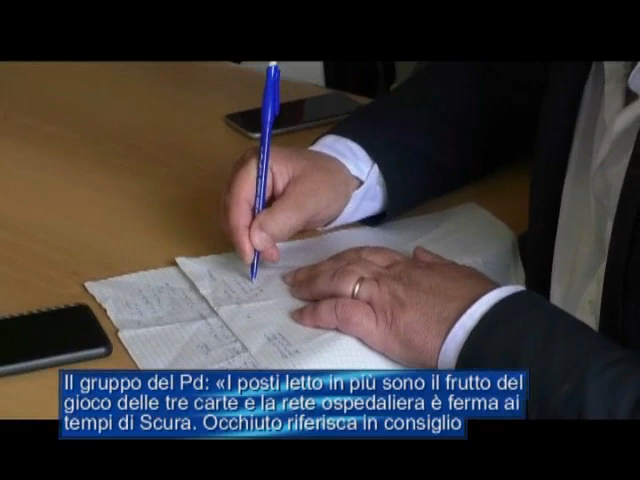 Il gruppo del Pd: «I posti letto in più sono il frutto del
gioco delle tre carte e la rete ospedaliera è ferma ai
tempi di Scura. Occhiuto riferisca in consiglio